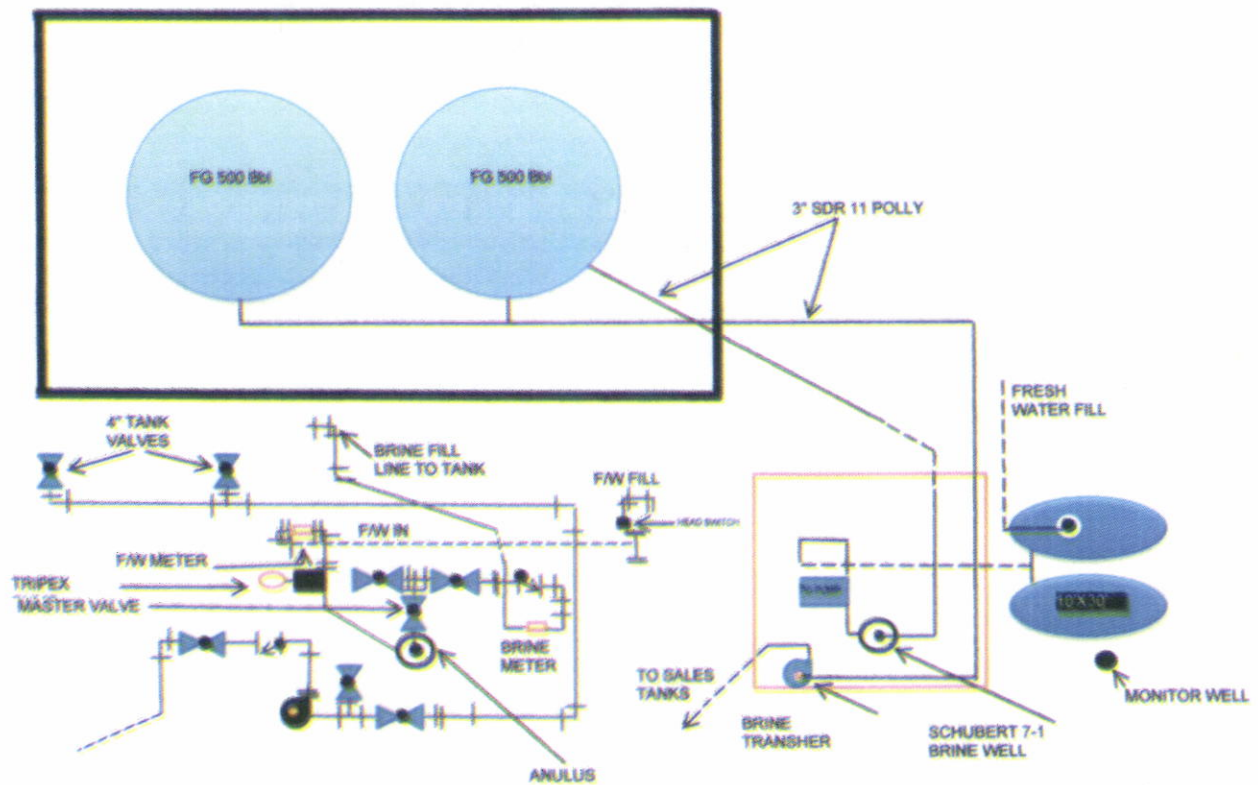 FG 500 Bbl
FG 500 Bbl
3" SDR 11 POLLY
4" TANK
VALVES
BRINE FILL
LINE TO TANK
F/W FILL
HEAD SWITCH
FRESH
WATER FILL
F/W IN
F/W METER
TRIPEX
MASTER VALVE
BRINE
METER
10'X30'
TO SALES
TANKS
MONITOR WELL
BRINE
TRANSHER
SCHUBERT 7-1
BRINE WELL
ANULUS